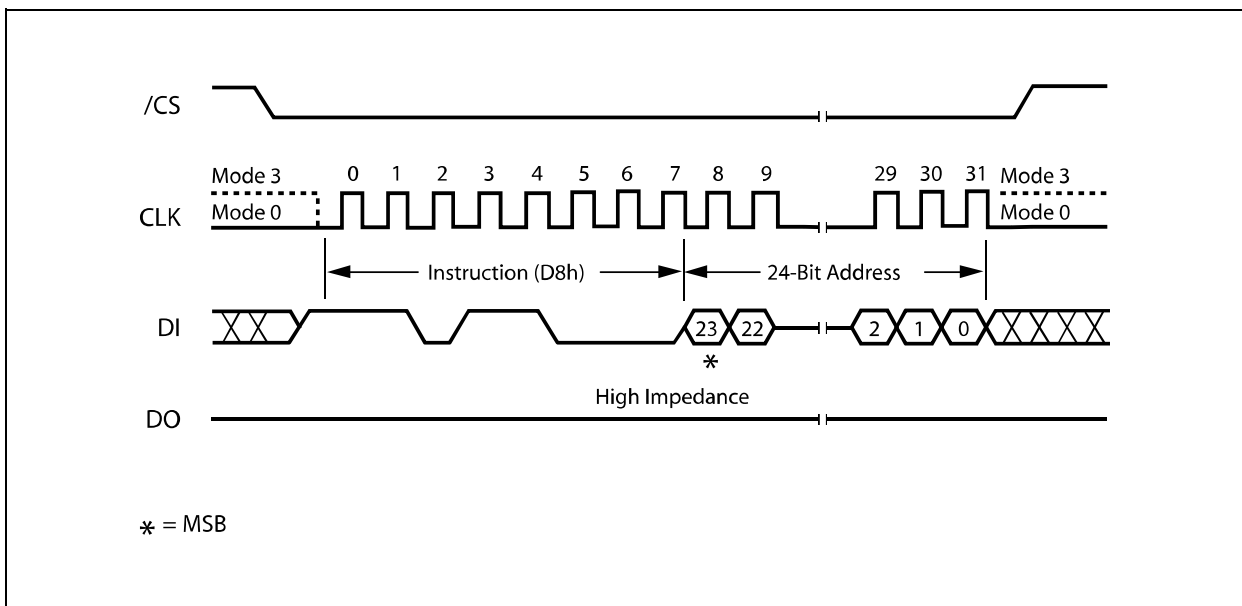 /CS
Mode 3
0 1 2 3 4 5 6 7 8 9 29 30 31
Mode 3
CLK
Mode 0
Mode 0
Instruction (D8h)
24-Bit Address
DI
23 22 2 1 0
*
High Impedance
DO
* = MSB